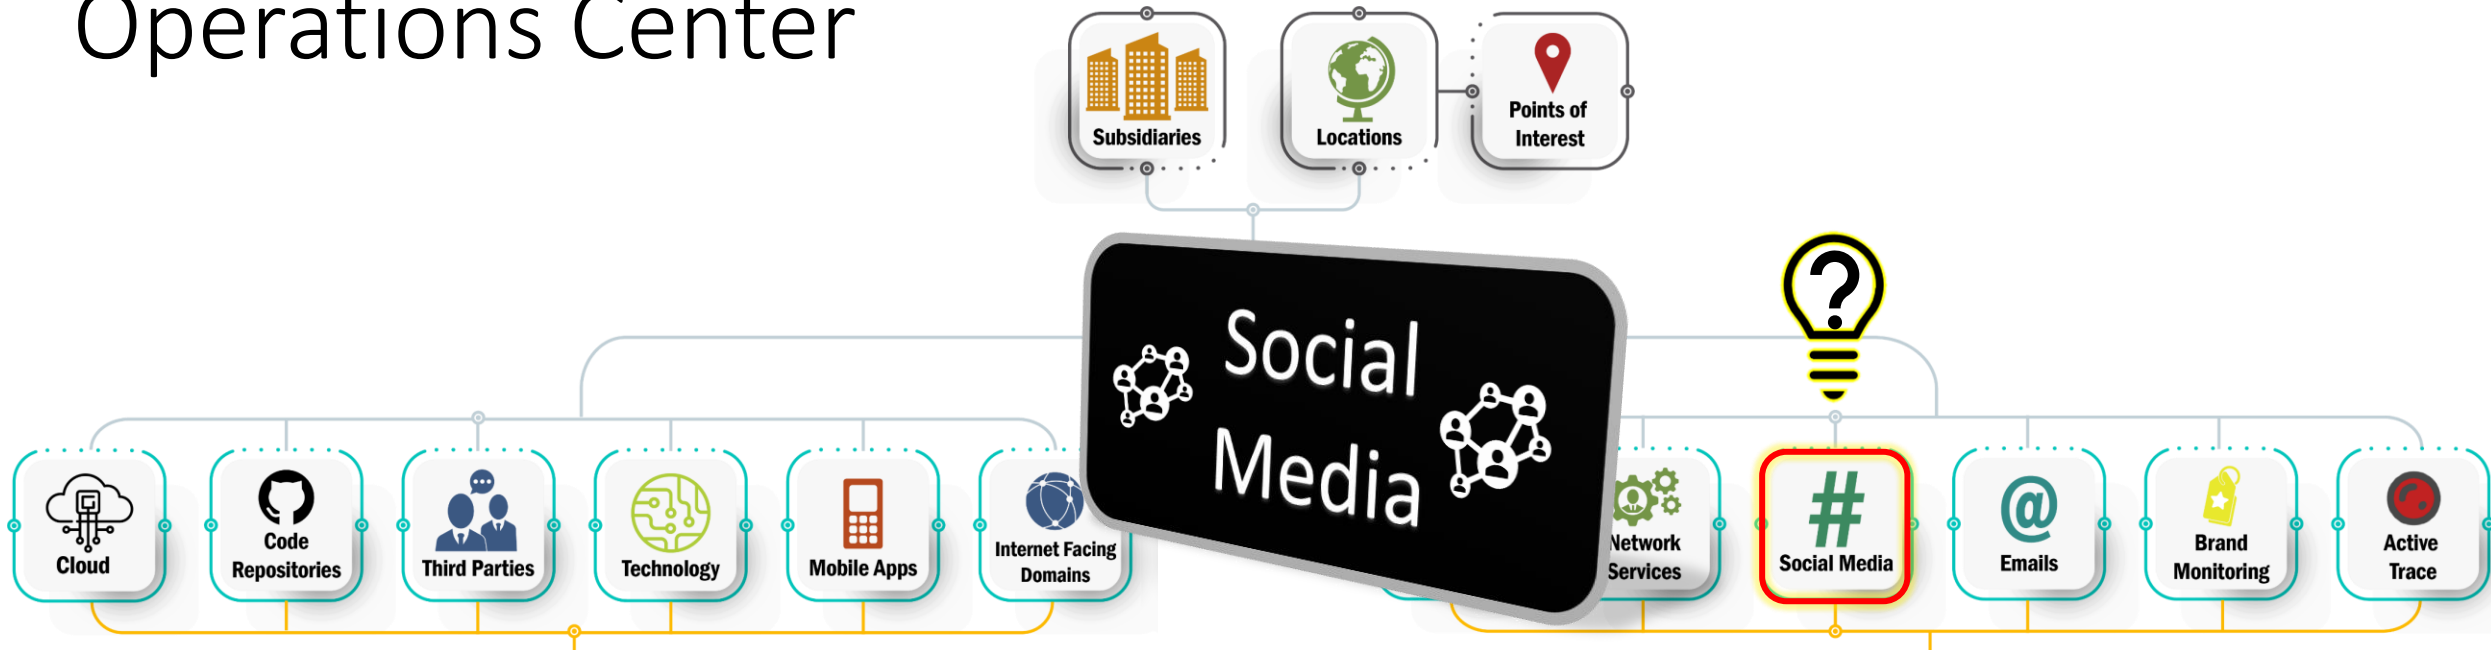 Operations Center
Subsidiaries
Locations
Points of
Interest
?
Social
Media
Cloud
Code
Repositories
Third Parties
Technology
Mobile Apps
Internet Facing
Domains
Network
Services
#
Social Media
@
Emails
Brand
Monitoring
Active
Trace